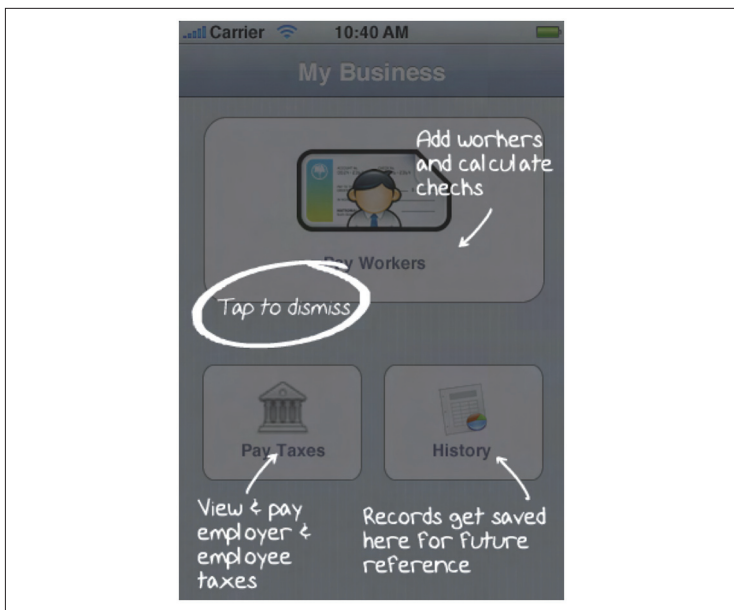 Carrier 10:40 AM
My Business
Add workers
and calculate
checks
Pay Workers
Tap to dismiss
Pay Taxes
History
View & pay
employer &
employee
taxes
Records get saved
here for future
reference